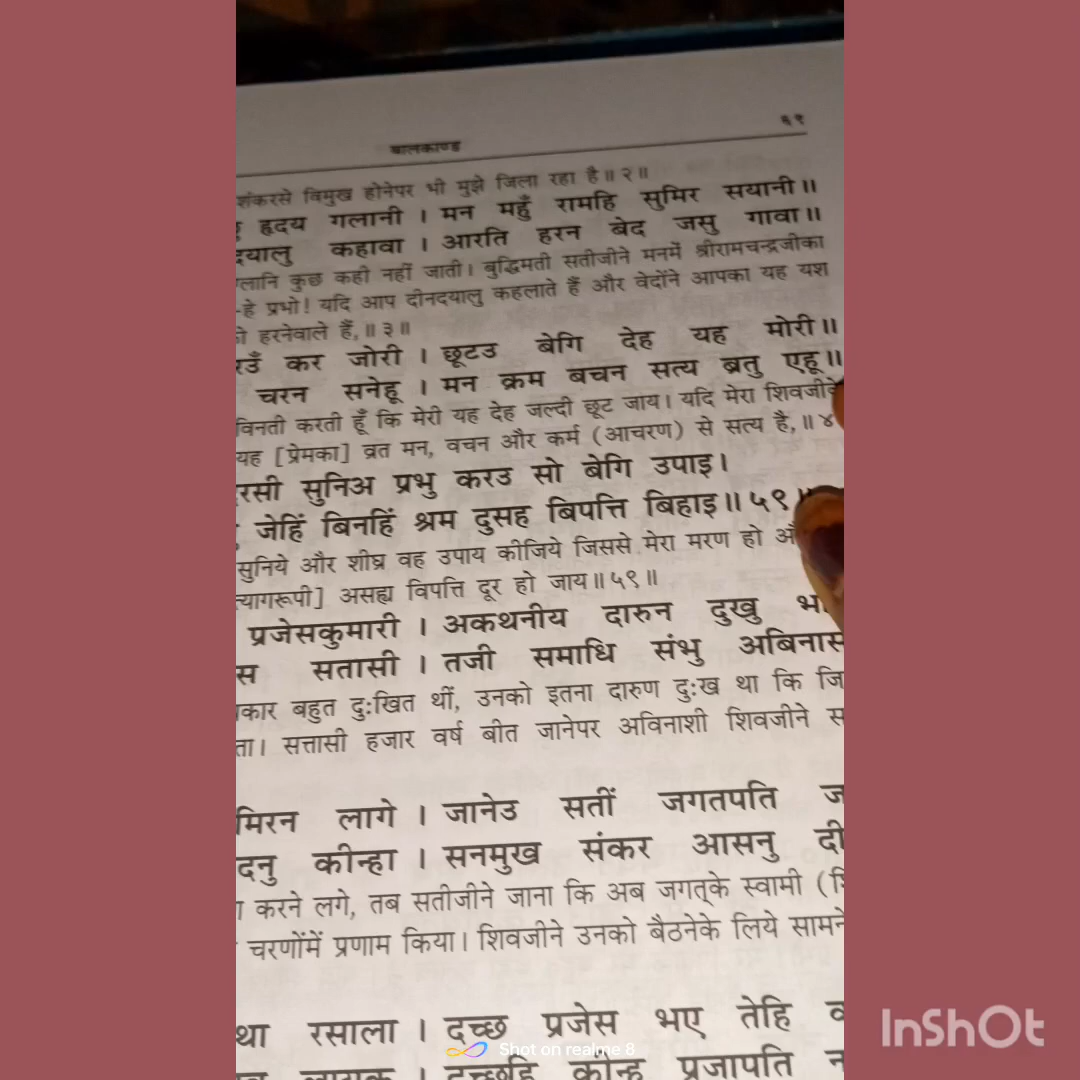 बालकाण्ड ६९
शंकरसे विमुख होनेपर भी मुझे जिला रहा है॥ २॥
हृदय गलानी । मन महुँ रामहि सुमिर सयानी॥
दयालु कहावा । आरति हरन बेद जसु गावा॥
लानि कुछ कही नहीं जाती। बुद्धिमती सतीजीने मनमें श्रीरामचन्द्रजीका
हे प्रभो! यदि आप दीनदयालु कहलाते हैं और वेदोंने आपका यह यश
हरनेवाले हैं,॥ ३॥
कर जोरी । छूटउ बेगि देह यह मोरी॥
चरन सनेहू । मन क्रम बचन सत्य ब्रतु एहू॥
विनती करती हूँ कि मेरी यह देह जल्दी छूट जाय। यदि मेरा शिवजीके
यह [प्रेमका] व्रत मन, वचन और कर्म (आचरण) से सत्य है,॥ ४
रसी सुनिअ प्रभु करउ सो बेगि उपाइ।
जेहिं बिनहिं श्रम दुसह बिपत्ति बिहाइ॥ ५९॥
सुनिये और शीघ्र वह उपाय कीजिये जिससे मेरा मरण हो
त्यागरूपी] असह्य विपत्ति दूर हो जाय॥ ५९॥
प्रजेसकुमारी । अकथनीय दारुन दुखु
स सतासी । तजी समाधि संभु अबिनास
कार बहुत दुःखित थीं, उनको इतना दारुण दुःख था कि जि
ता। सत्तासी हजार वर्ष बीत जानेपर अविनाशी शिवजीने स
मिरन लागे । जानेउ सतीं जगतपति ज
दनु कीन्हा । सनमुख संकर आसनु दी
करने लगे, तब सतीजीने जाना कि अब जगत्‌के स्वामी (शि
चरणोंमें प्रणाम किया। शिवजीने उनको बैठनेके लिये सामने
था रसाला । दच्छ प्रजेस भए तेहि
लायक । दच्छहि कीन्ह प्रजापति न
Shot on realme 8
InShOt